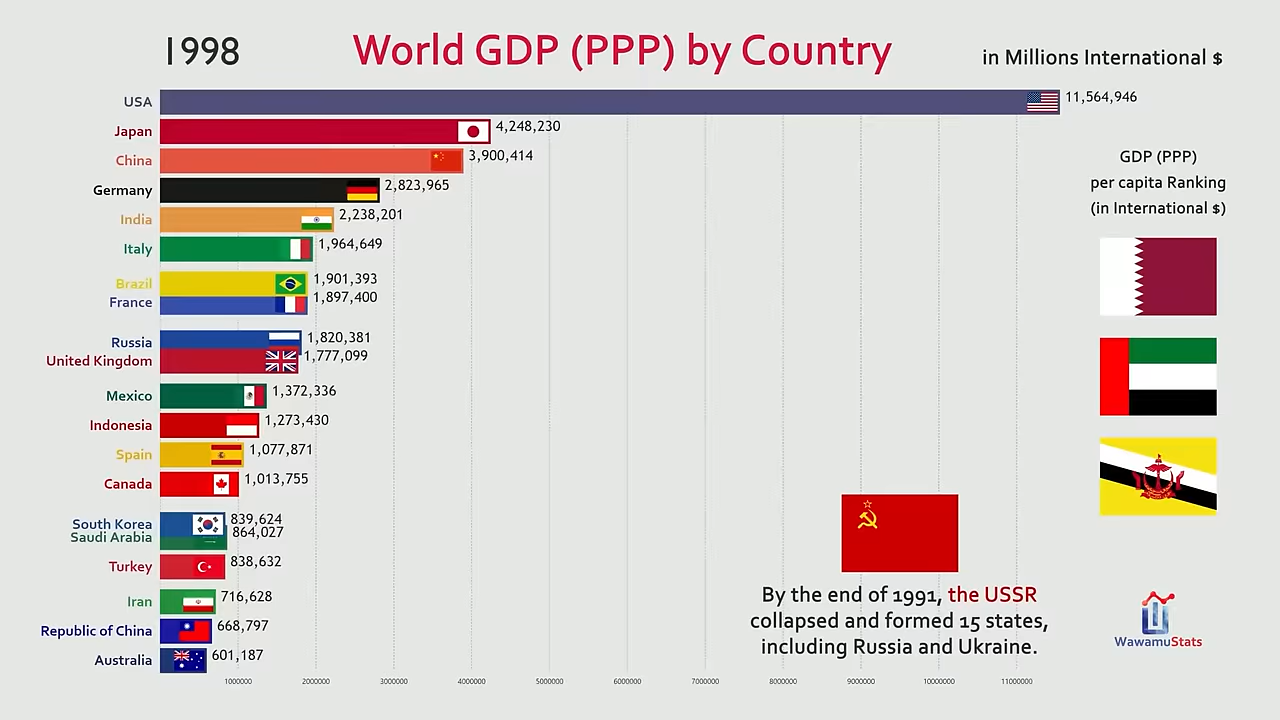 1998
World GDP (PPP) by Country
in Millions International $
USA 11,564,946
Japan 4,248,230
China 3,900,414
Germany 2,823,965
India 2,238,201
Italy 1,964,649
Brazil 1,901,393
France 1,897,400
Russia 1,820,381
United Kingdom 1,777,099
Mexico 1,372,336
Indonesia 1,273,430
Spain 1,077,871
Canada 1,013,755
South Korea 839,624
Saudi Arabia 864,027
Turkey 838,632
Iran 716,628
Republic of China 668,797
Australia 601,187
1000000 2000000 3000000 4000000 5000000 6000000 7000000 8000000 9000000 10000000 11000000
GDP (PPP)
per capita Ranking
(in International $)
By the end of 1991, the USSR
collapsed and formed 15 states,
including Russia and Ukraine.
WawamuStats